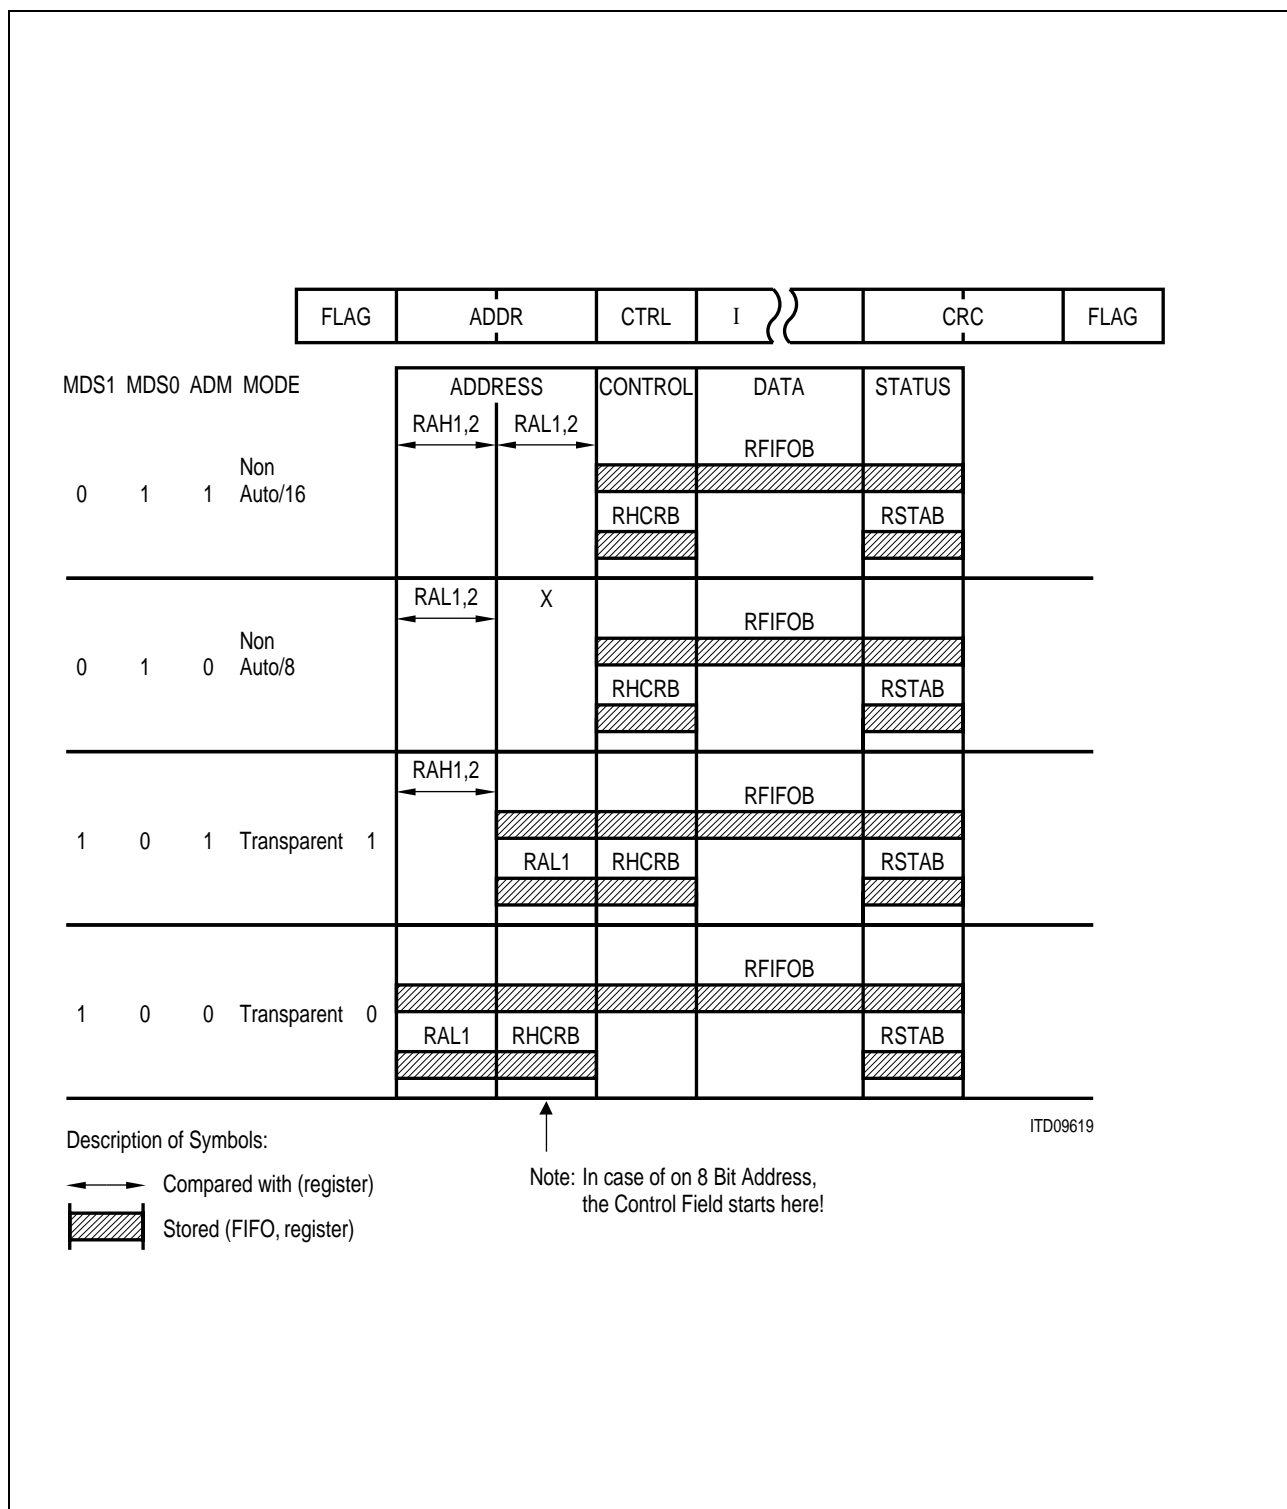 FLAG ADDR CTRL I CRC FLAG
MDS1 MDS0 ADM MODE ADDRESS CONTROL DATA STATUS
RAH1,2 RAL1,2
RFIFOB
Non
0 1 1 Auto/16
RHCRB RSTAB
RAL1,2 X
RFIFOB
Non
0 1 0 Auto/8
RHCRB RSTAB
RAH1,2
RFIFOB
1 0 1 Transparent 1
RAL1 RHCRB RSTAB
RFIFOB
1 0 0 Transparent 0
RAL1 RHCRB RSTAB
ITD09619
Description of Symbols:
Compared with (register)
Stored (FIFO, register)
Note: In case of on 8 Bit Address,
the Control Field starts here!